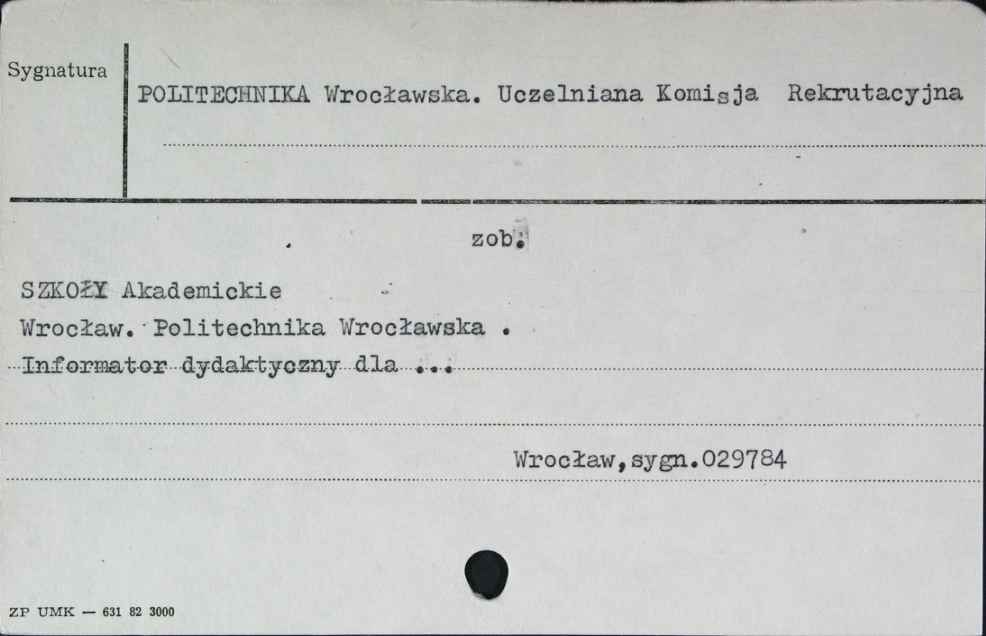 Sygnatura
POLITECHNIKA Wrocławska. Uczelniana Komisja Rekrutacyjna
zob.
SZKOŁY Akademickie
Wrocław. Politechnika Wrocławska .
Informator dydaktyczny dla ...
Wrocław,sygn.029784
ZP UMK — 631 82 3000